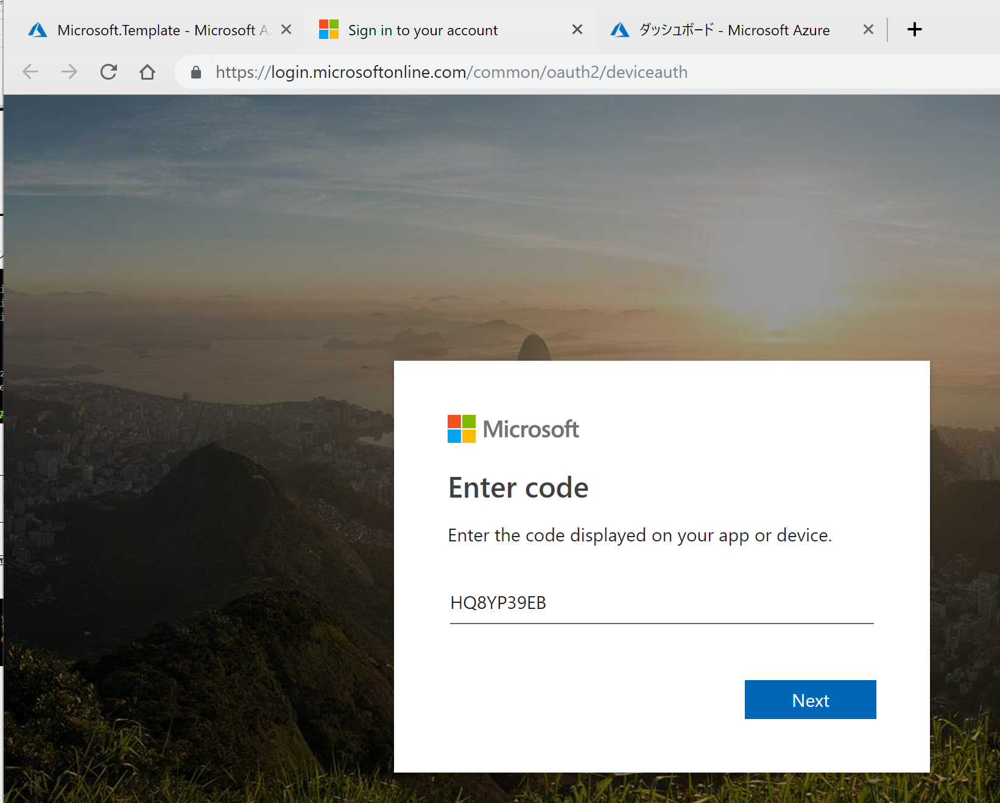 Microsoft.Template - Microsoft A
Sign in to your account
ダッシュボード - Microsoft Azure
https://login.microsoftonline.com/common/oauth2/deviceauth
Microsoft
Enter code
Enter the code displayed on your app or device.
HQ8YP39EB
Next